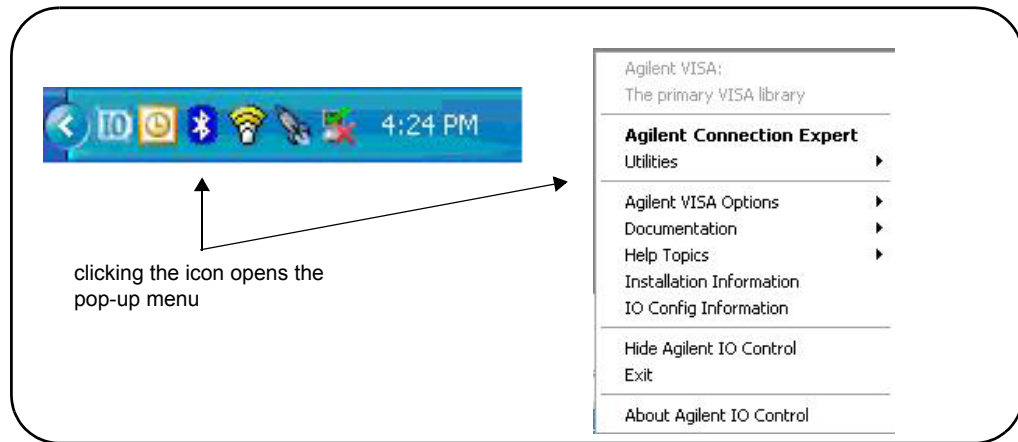 IO
4:24 PM
clicking the icon opens the
pop-up menu
Agilent VISA:
The primary VISA library
Agilent Connection Expert
Utilities
Agilent VISA Options
Documentation
Help Topics
Installation Information
IO Config Information
Hide Agilent IO Control
Exit
About Agilent IO Control